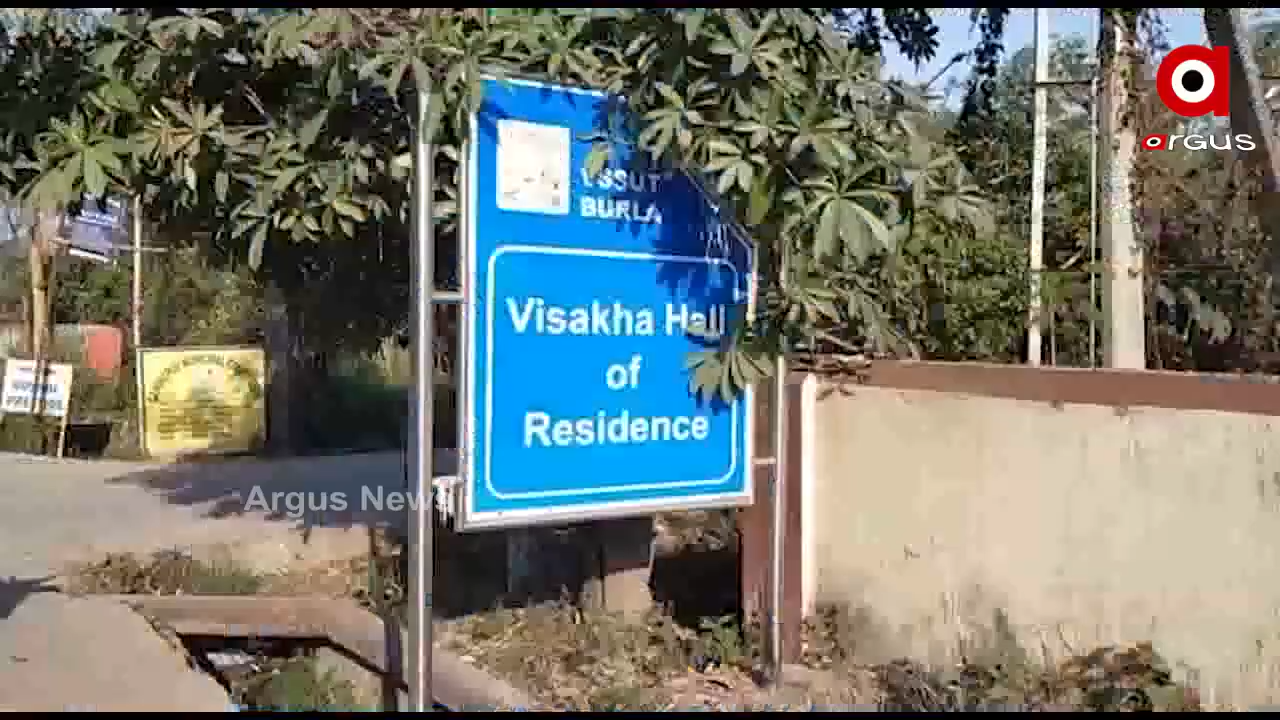 argus
VSSUT
BURLA
Visakha Hall
of
Residence
Argus News